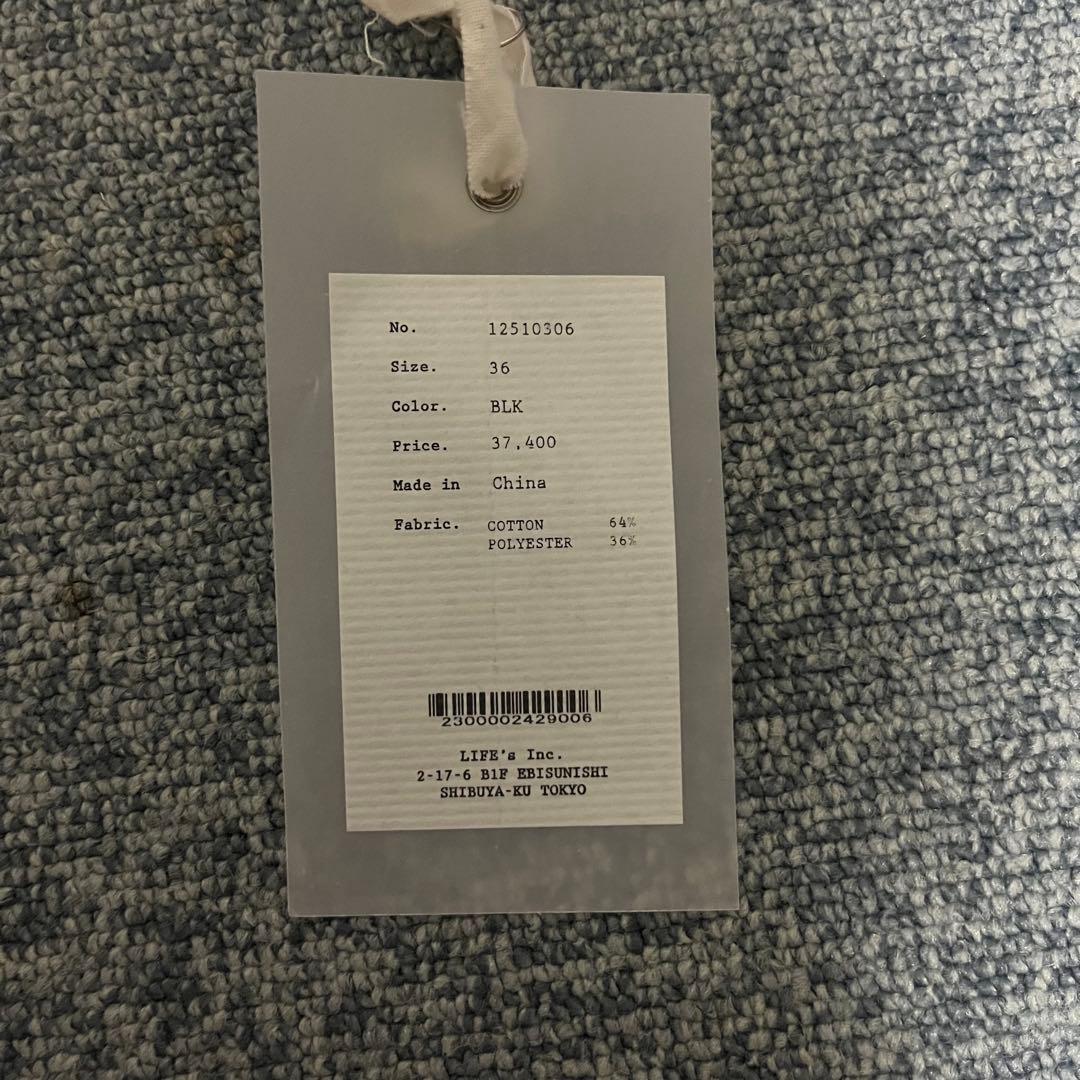 No. 12510306
Size. 36
Color. BLK
Price. 37,400
Made in China
Fabric. COTTON 64%
POLYESTER 36%
2300002429006
LIFE's Inc.
2-17-6 B1F EBISUNISHI
SHIBUYA-KU TOKYO